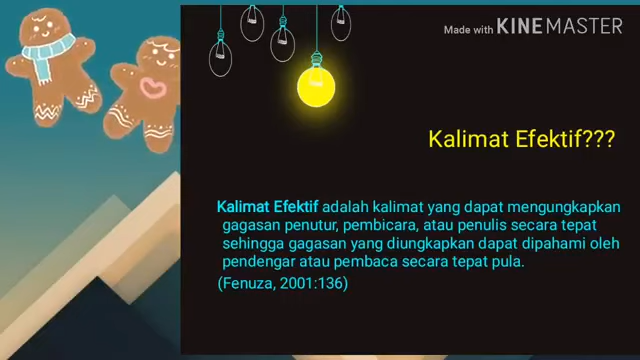 Made with KINEMASTER
Kalimat Efektif???
Kalimat Efektif adalah kalimat yang dapat mengungkapkan
gagasan penutur, pembicara, atau penulis secara tepat
sehingga gagasan yang diungkapkan dapat dipahami oleh
pendengar atau pembaca secara tepat pula.
(Fenuza, 2001:136)